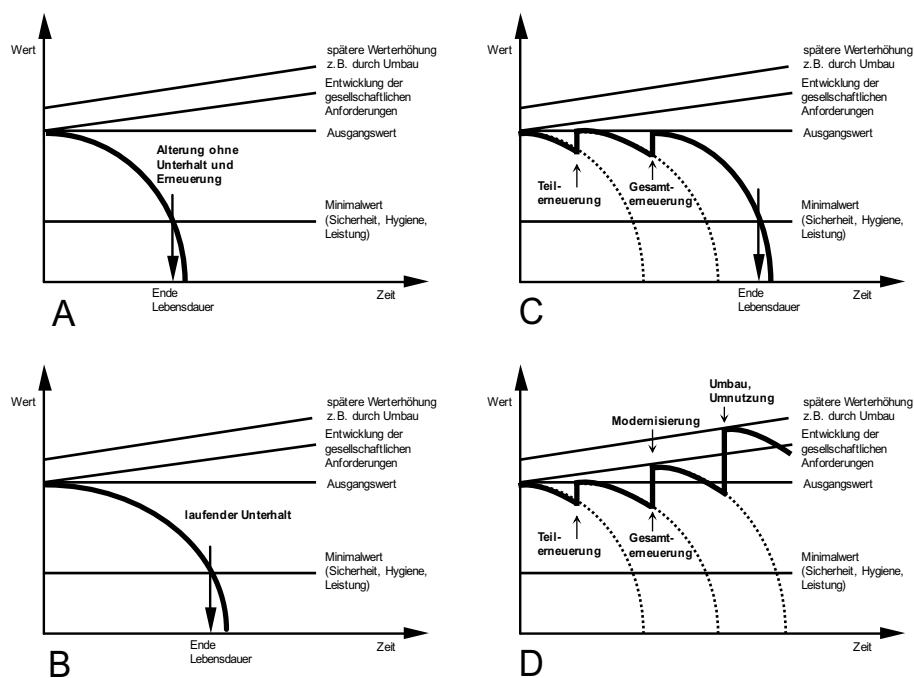 Wert
spätere Werterhöhung
z.B. durch Umbau
Entwicklung der
gesellschaftlichen
Anforderungen
Ausgangswert
Alterung ohne
Unterhalt und
Erneuerung
Minimalwert
(Sicherheit, Hygiene,
Leistung)
Ende
Lebensdauer
Zeit
A
Wert
spätere Werterhöhung
z.B. durch Umbau
Entwicklung der
gesellschaftlichen
Anforderungen
Ausgangswert
Teil-
erneuerung
Gesamt-
erneuerung
Minimalwert
(Sicherheit, Hygiene,
Leistung)
Ende
Lebensdauer
Zeit
C
Wert
spätere Werterhöhung
z.B. durch Umbau
Entwicklung der
gesellschaftlichen
Anforderungen
Ausgangswert
laufender Unterhalt
Minimalwert
(Sicherheit, Hygiene,
Leistung)
Ende
Lebensdauer
Zeit
B
Umbau,
Umnutzung
Wert
spätere Werterhöhung
z.B. durch Umbau
Modernisierung
Entwicklung der
gesellschaftlichen
Anforderungen
Ausgangswert
Teil-
erneuerung
Gesamt-
erneuerung
Minimalwert
(Sicherheit, Hygiene,
Leistung)
Zeit
D